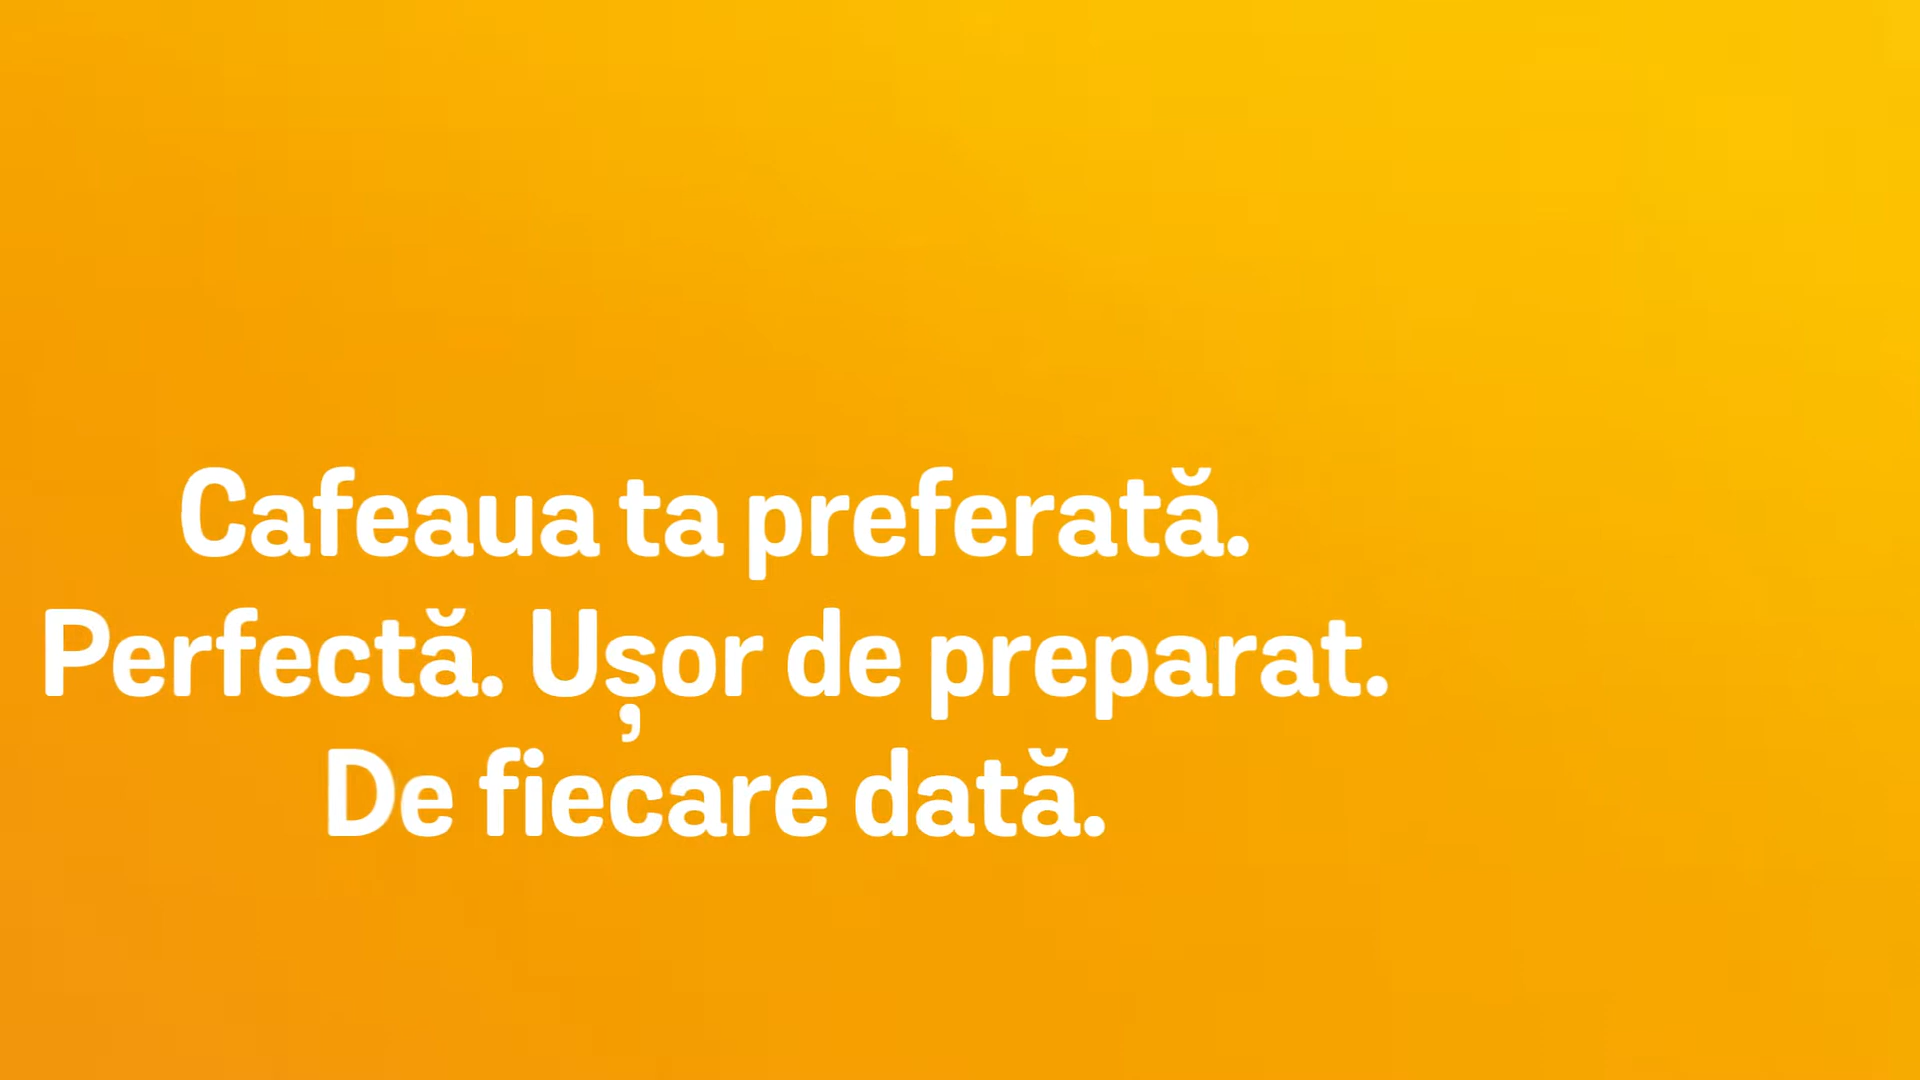 Cafeaua ta preferată.
Perfectă. Ușor de preparat.
De fiecare dată.